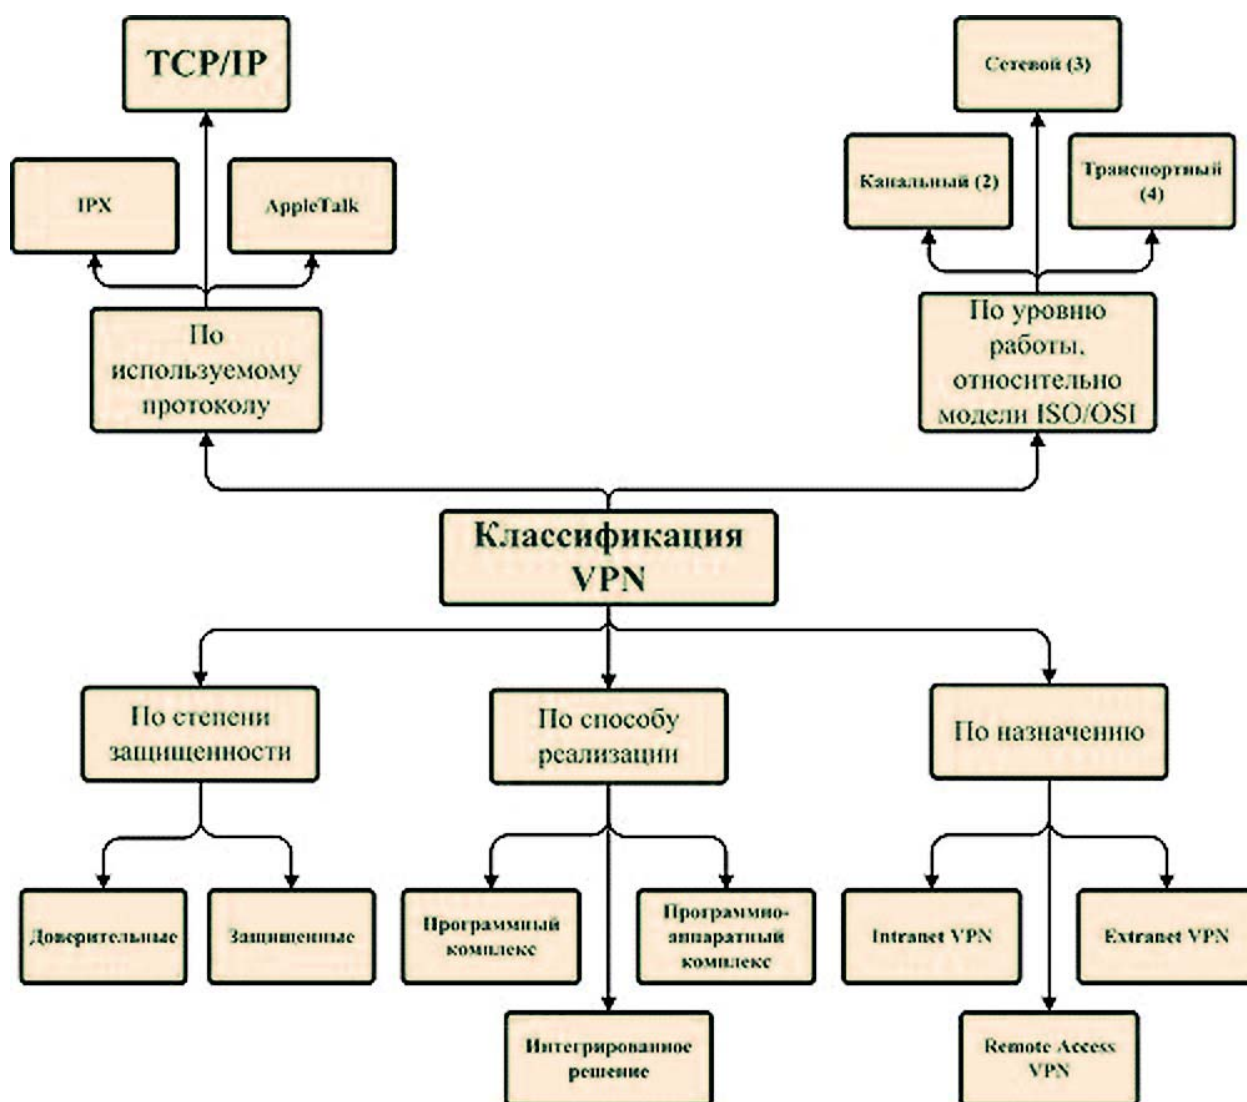 TCP/IP
Сетевой (3)
IPX
AppleTalk
Канальный (2)
Транспортный
(4)
По
используемому
протоколу
По уровню
работы,
относительно
модели ISO/OSI
Классификация
VPN
По степени
защищенности
По способу
реализации
По назначению
Доверительные
Защищенные
Программный
комплекс
Программно-
аппаратный
комплекс
Intranet VPN
Extranet VPN
Интегрированное
решение
Remote Access
VPN